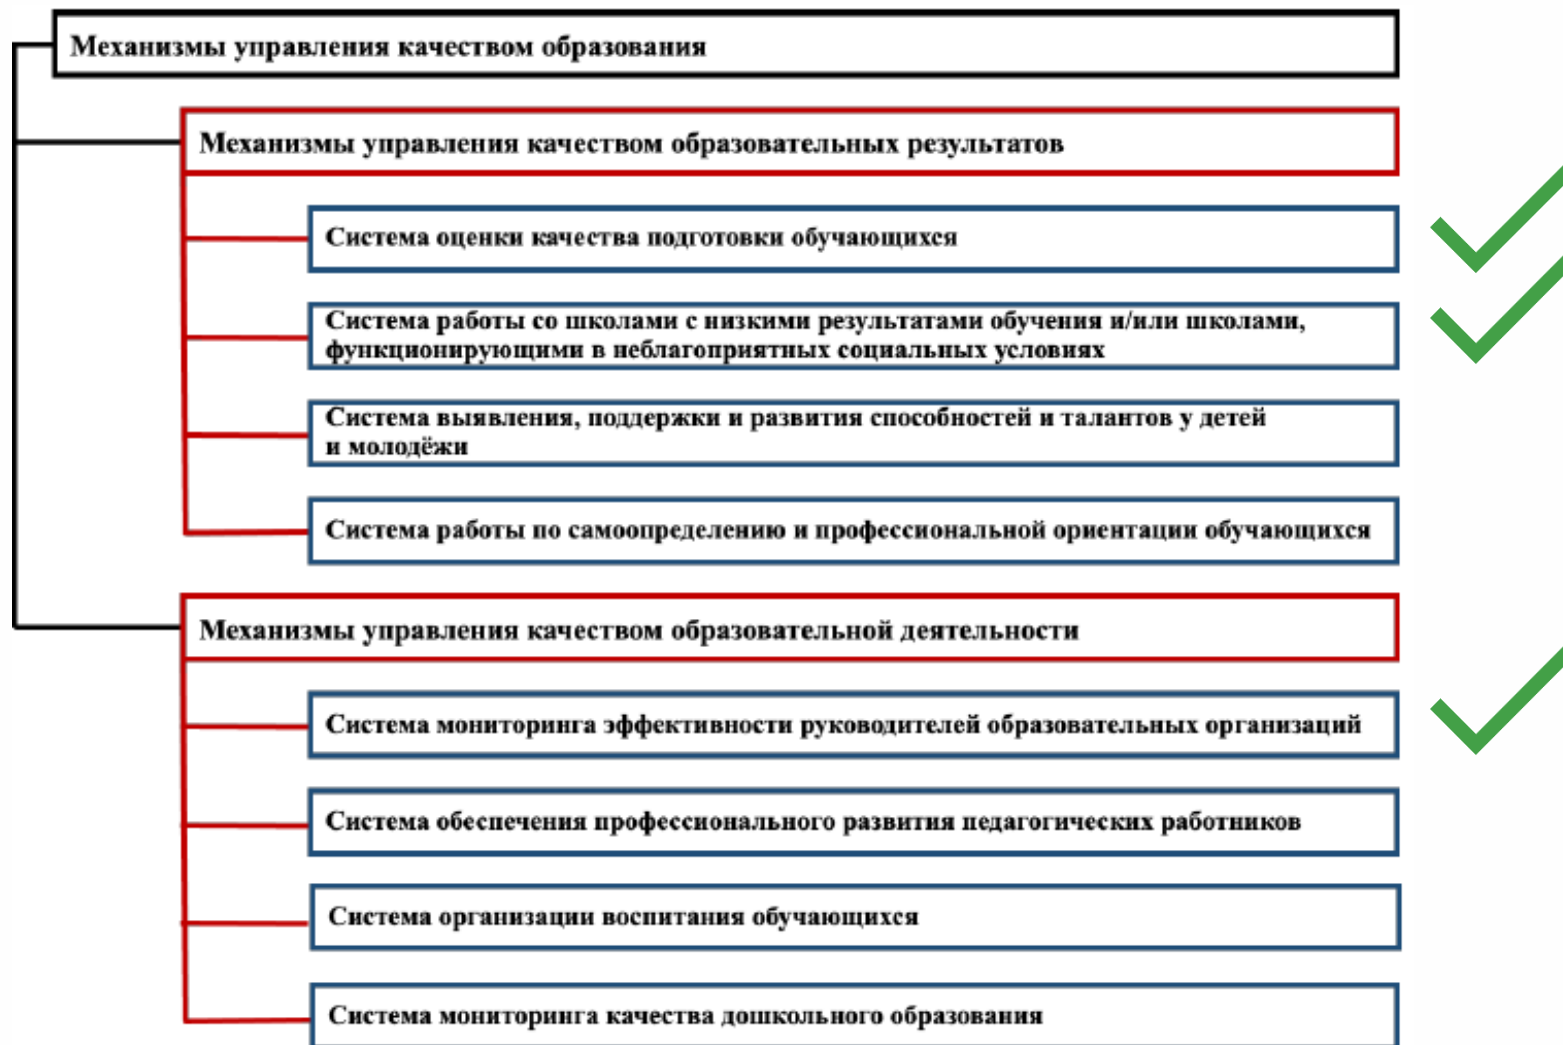 Механизмы управления качеством образования
Механизмы управления качеством образовательных результатов
Система оценки качества подготовки обучающихся
Система работы со школами с низкими результатами обучения и/или школами,
функционирующими в неблагоприятных социальных условиях
Система выявления, поддержки и развития способностей и талантов у детей
и молодёжи
Система работы по самоопределению и профессиональной ориентации обучающихся
Механизмы управления качеством образовательной деятельности
Система мониторинга эффективности руководителей образовательных организаций
Система обеспечения профессионального развития педагогических работников
Система организации воспитания обучающихся
Система мониторинга качества дошкольного образования